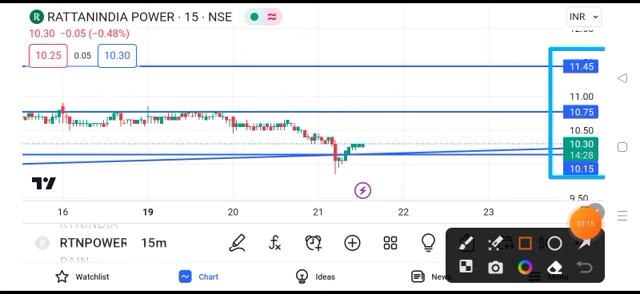 R RATTANINDIA POWER · 15 · NSE
INR
10.30 −0.05 (−0.48%)
10.25 0.05 10.30
11.45
11.00
10.75
10.50
10.30
14:28
10.15
9.50
16 19 20 21 22 23
01:15
RTNINDIA
R RTNPOWER 15m
Watchlist Chart Ideas News Menu